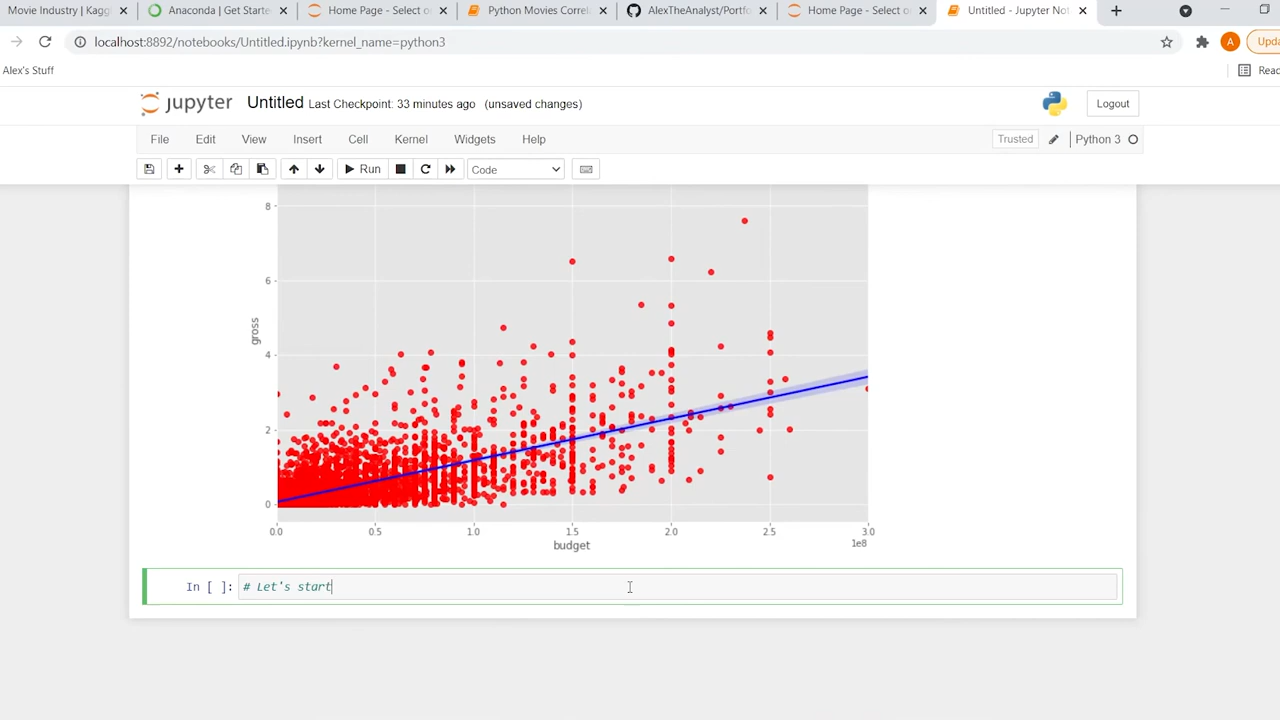 Movie Industry | Kagg
Anaconda | Get Starte
Home Page - Select o
Python Movies Correla
AlexTheAnalyst/Portfo
Home Page - Select o
Untitled - Jupyter Not
localhost:8892/notebooks/Untitled.ipynb?kernel_name=python3
A
Upda
Alex's Stuff
Read
jupyter Untitled Last Checkpoint: 33 minutes ago (unsaved changes)
Logout
File Edit View Insert Cell Kernel Widgets Help
Trusted
Python 3
Run
Code
8
6
4
2
0
gross
0.0 0.5 1.0 1.5 2.0 2.5 3.0
1e8
budget
In [ ]: # Let's start